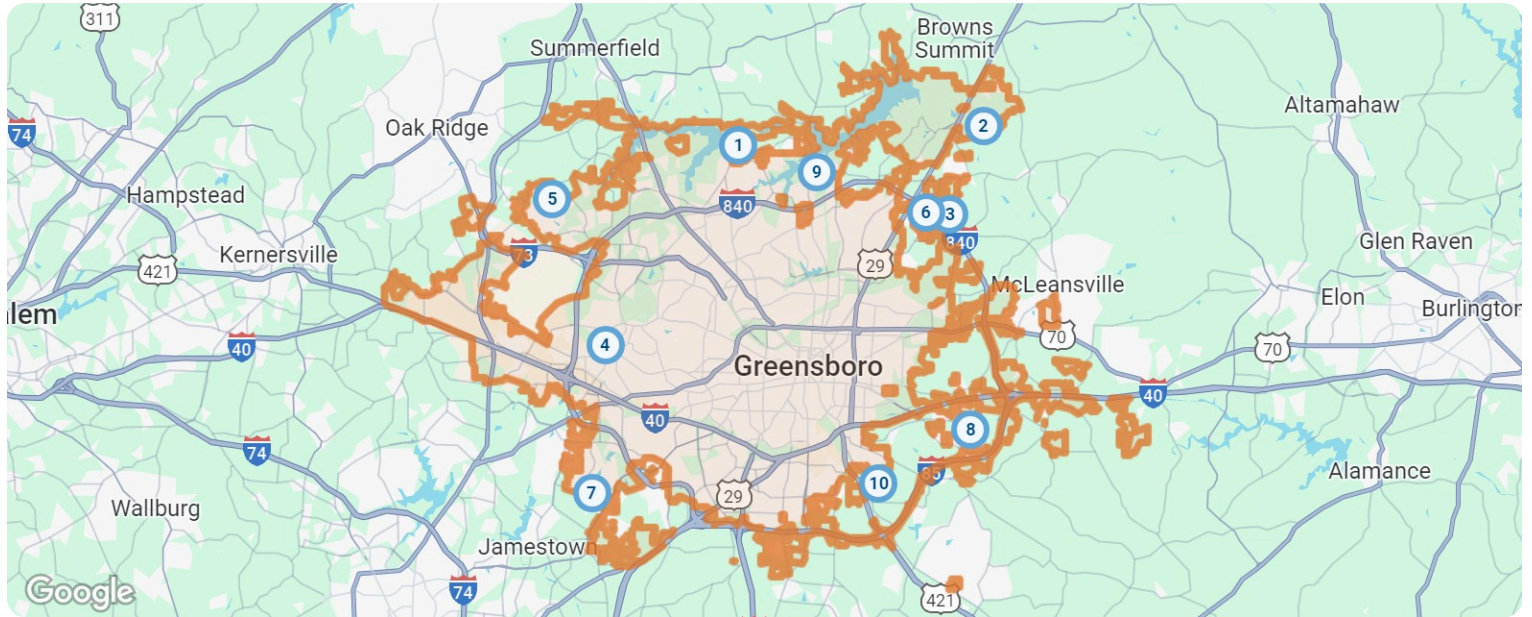 311
Browns
Summit
Summerfield
Altamahaw
74
Oak Ridge
2
1
9
Hampstead
5
840
6
3
840
Kernersville
73
29
Glen Raven
421
McLeansville
Elon
lem
Burlington
40
4
70
70
Greensboro
40
40
8
85
74
Alamance
10
7
29
Wallburg
Jamestown
74
421
Google